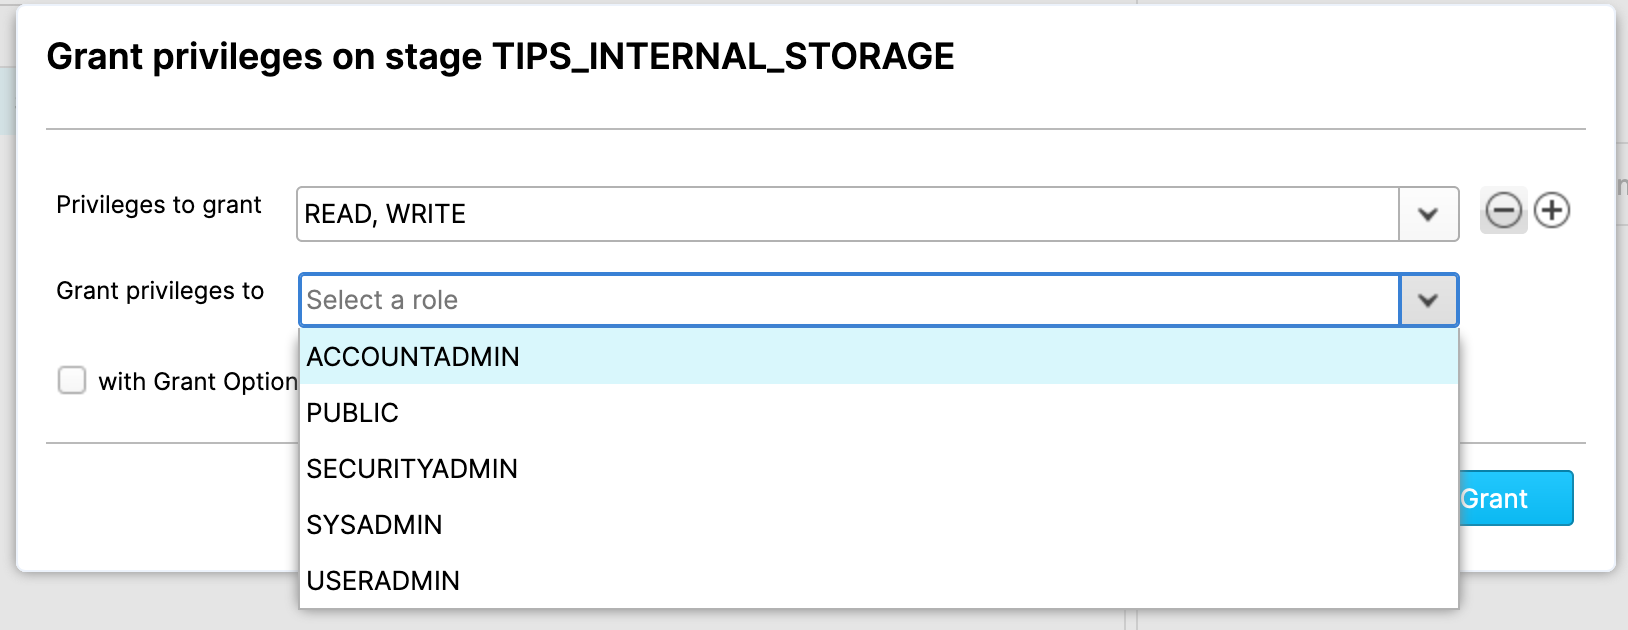 Grant privileges on stage TIPS_INTERNAL_STORAGE
Privileges to grant
READ, WRITE
Grant privileges to
Select a role
ACCOUNTADMIN
with Grant Option
PUBLIC
SECURITYADMIN
Grant
SYSADMIN
USERADMIN